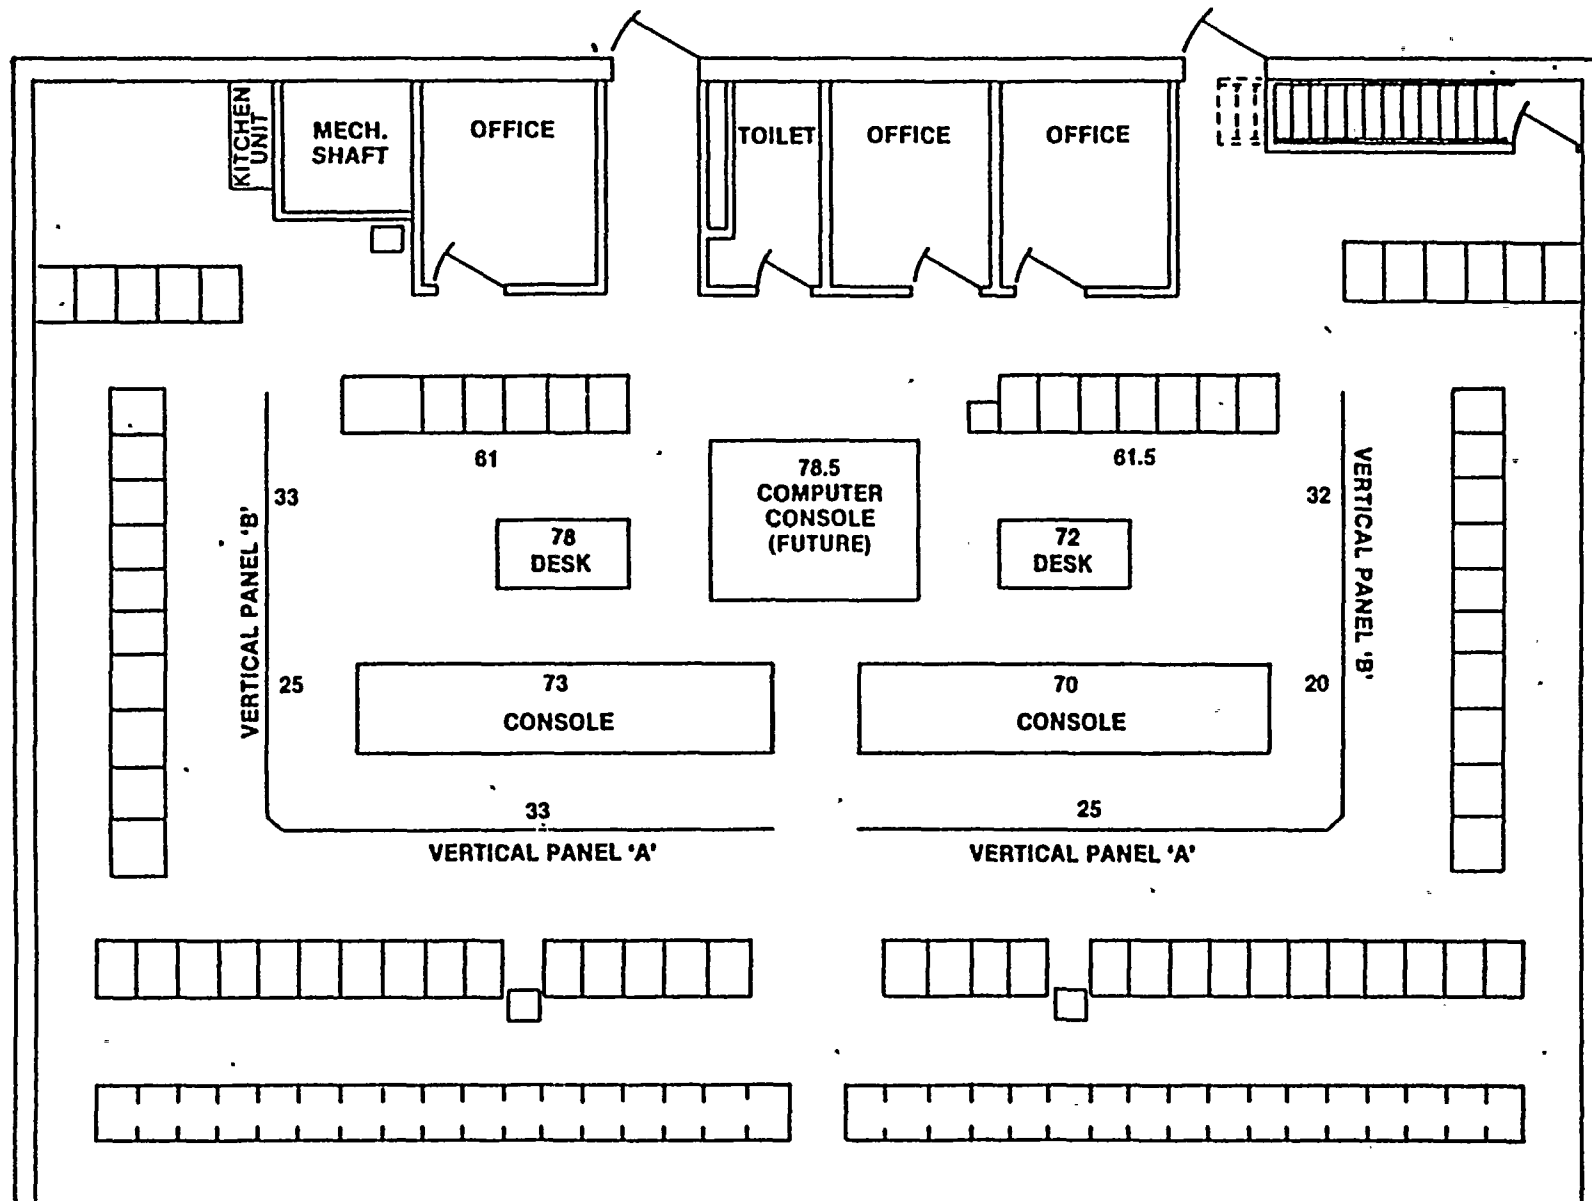 KITCHEN
UNIT
MECH.
SHAFT
OFFICE
TOILET
OFFICE
OFFICE
61
61.5
78.5
COMPUTER
CONSOLE
(FUTURE)
33
32
VERTICAL PANEL 'B'
VERTICAL PANEL 'B'
78
DESK
72
DESK
25
20
73
CONSOLE
70
CONSOLE
33
25
VERTICAL PANEL 'A'
VERTICAL PANEL 'A'